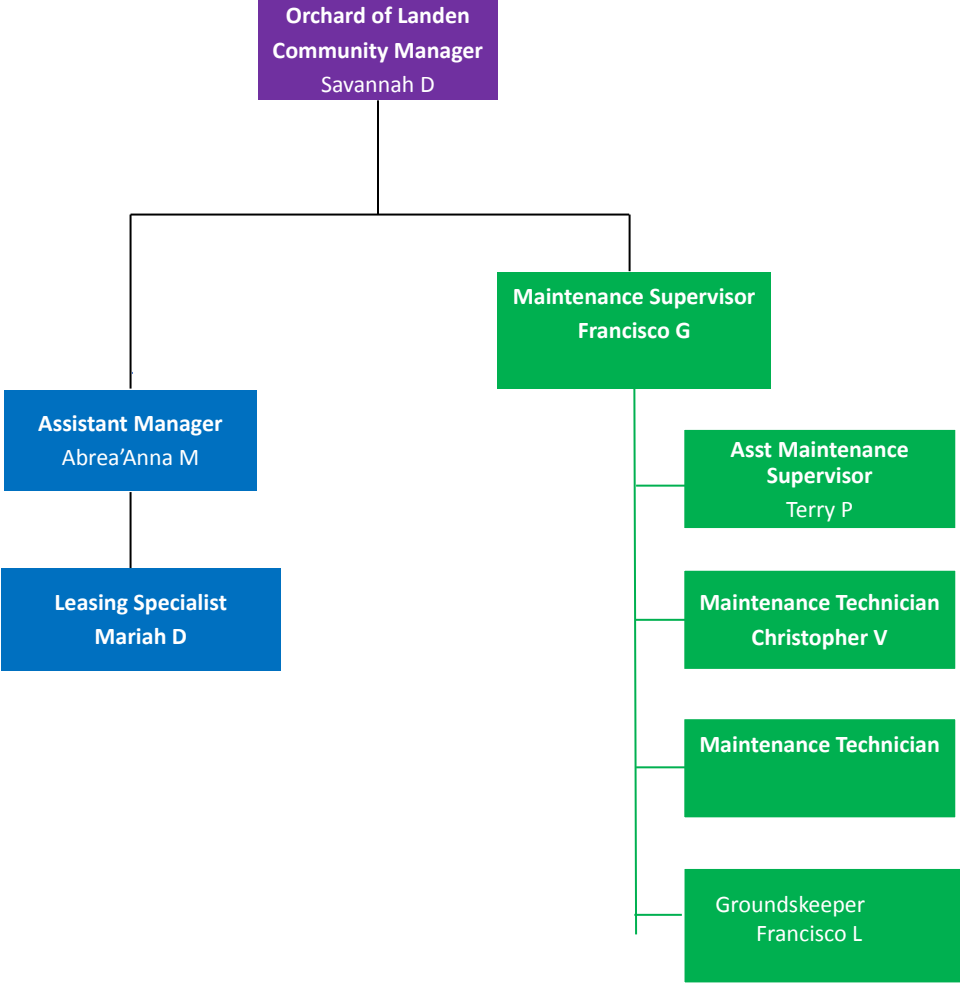 Orchard of Landen
Community Manager
Savannah D
Maintenance Supervisor
Francisco G
Assistant Manager
Abrea’Anna M
Leasing Specialist
Mariah D
Asst Maintenance
Supervisor
Terry P
Maintenance Technician
Christopher V
Maintenance Technician
Groundskeeper
Francisco L